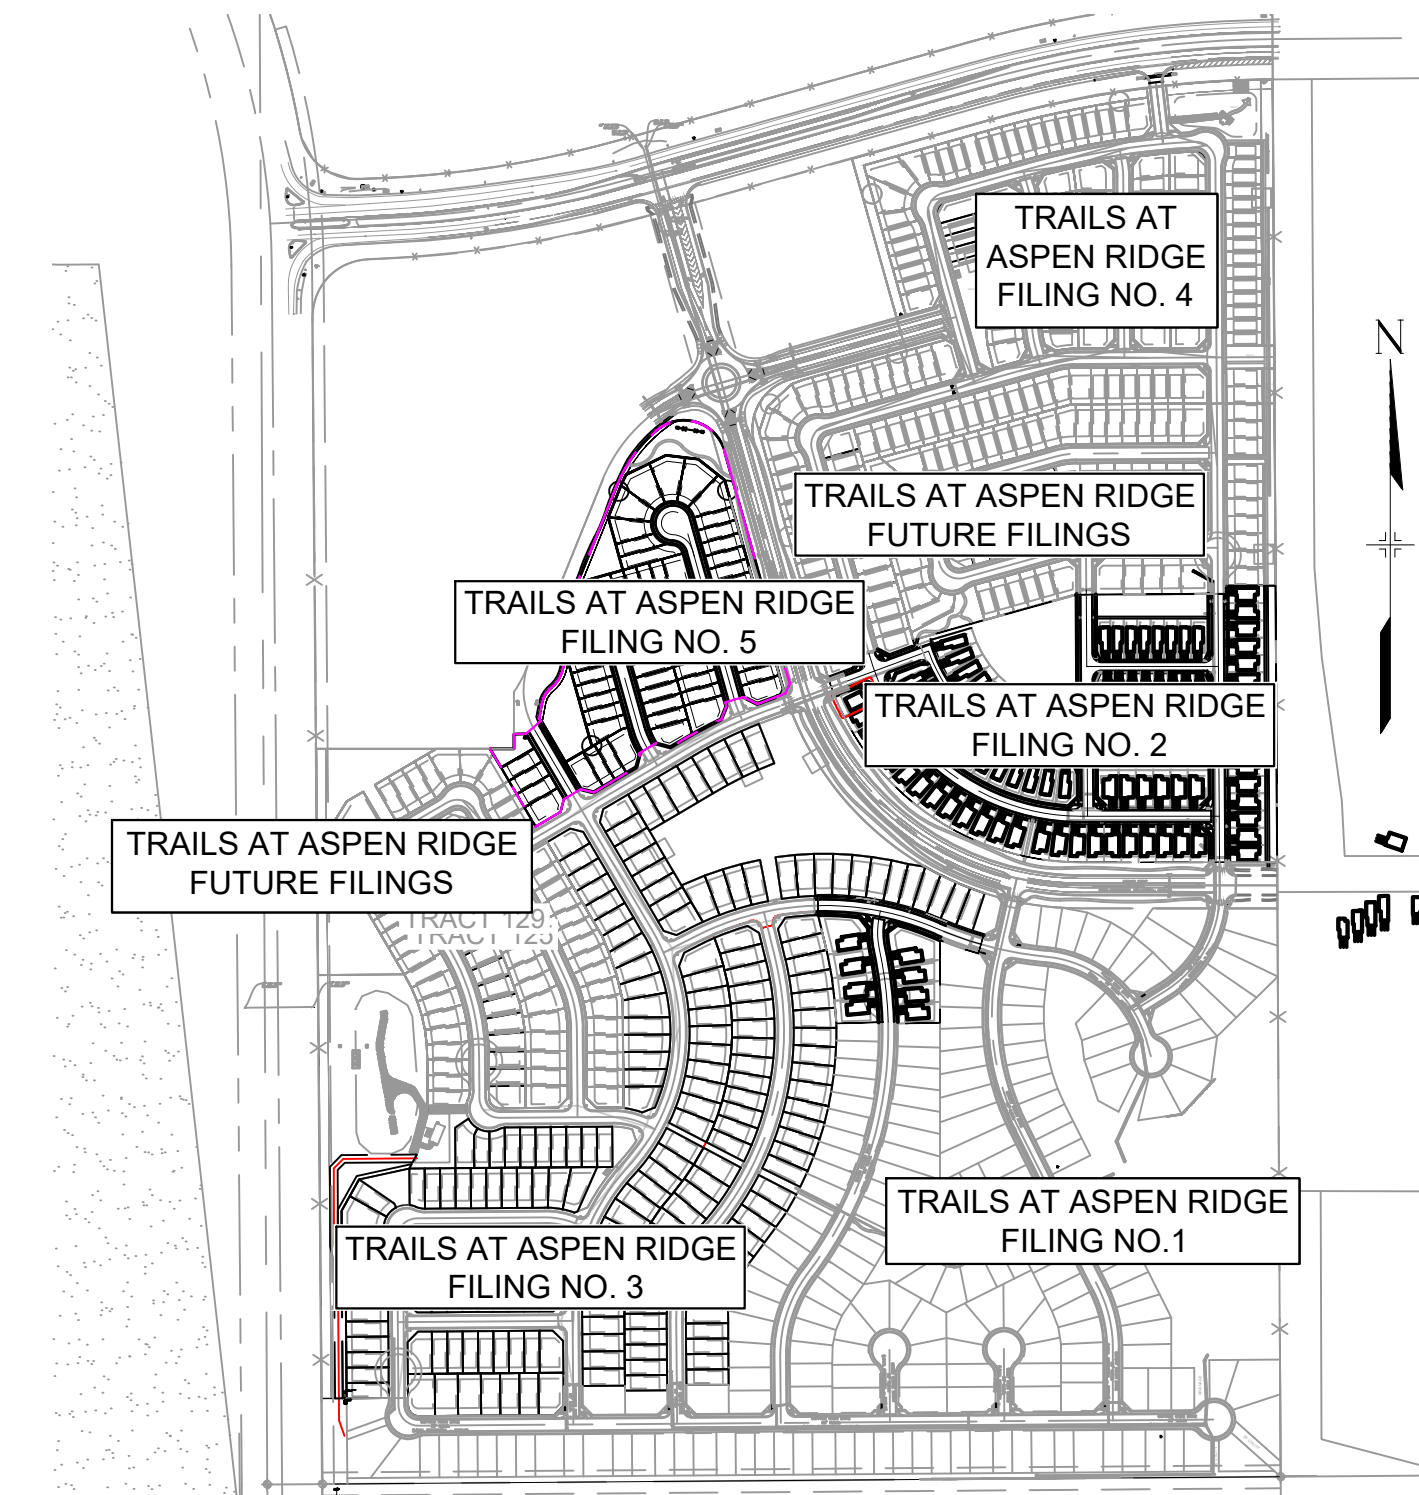 TRAILS AT
ASPEN RIDGE
FILING NO. 4
N
TRAILS AT ASPEN RIDGE
FUTURE FILINGS
TRAILS AT ASPEN RIDGE
FILING NO. 5
TRAILS AT ASPEN RIDGE
FILING NO. 2
TRAILS AT ASPEN RIDGE
FUTURE FILINGS
TRACT 129
TRACT 125
TRAILS AT ASPEN RIDGE
FILING NO.1
TRAILS AT ASPEN RIDGE
FILING NO. 3